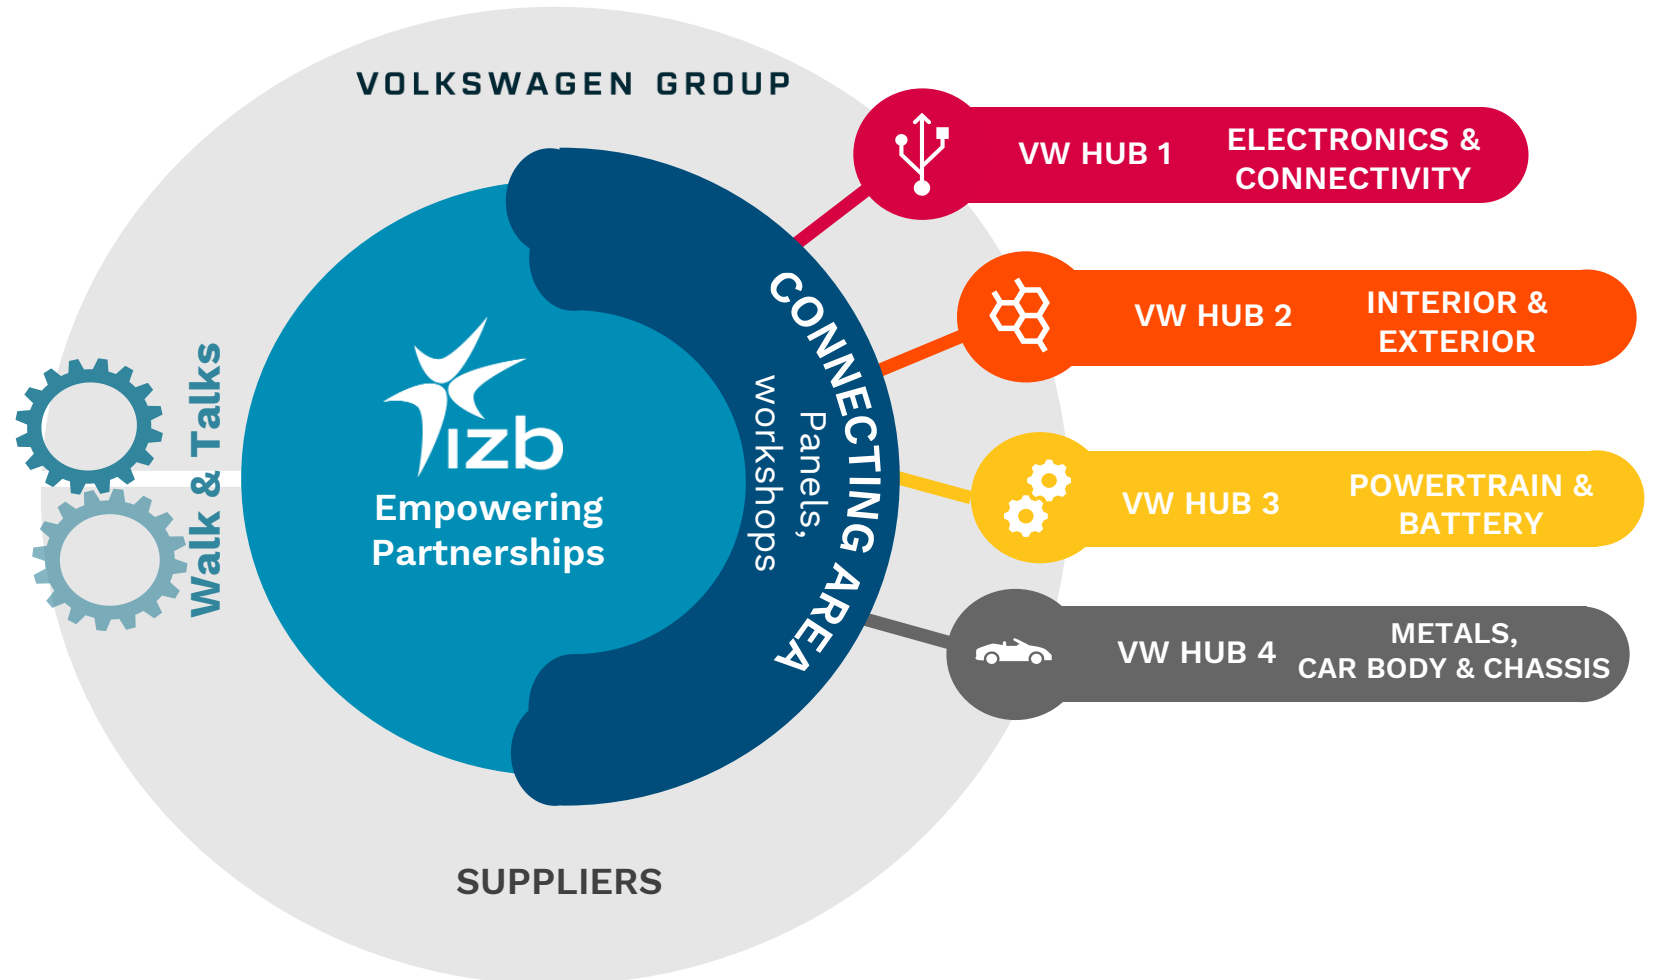 VOLKSWAGEN GROUP
VW HUB 1
ELECTRONICS &
CONNECTIVITY
VW HUB 2
INTERIOR &
EXTERIOR
Walk & Talks
izb
Empowering
Partnerships
CONNECTING AREA
Panels,
workshops
VW HUB 3
POWERTRAIN &
BATTERY
VW HUB 4
METALS,
CAR BODY & CHASSIS
SUPPLIERS